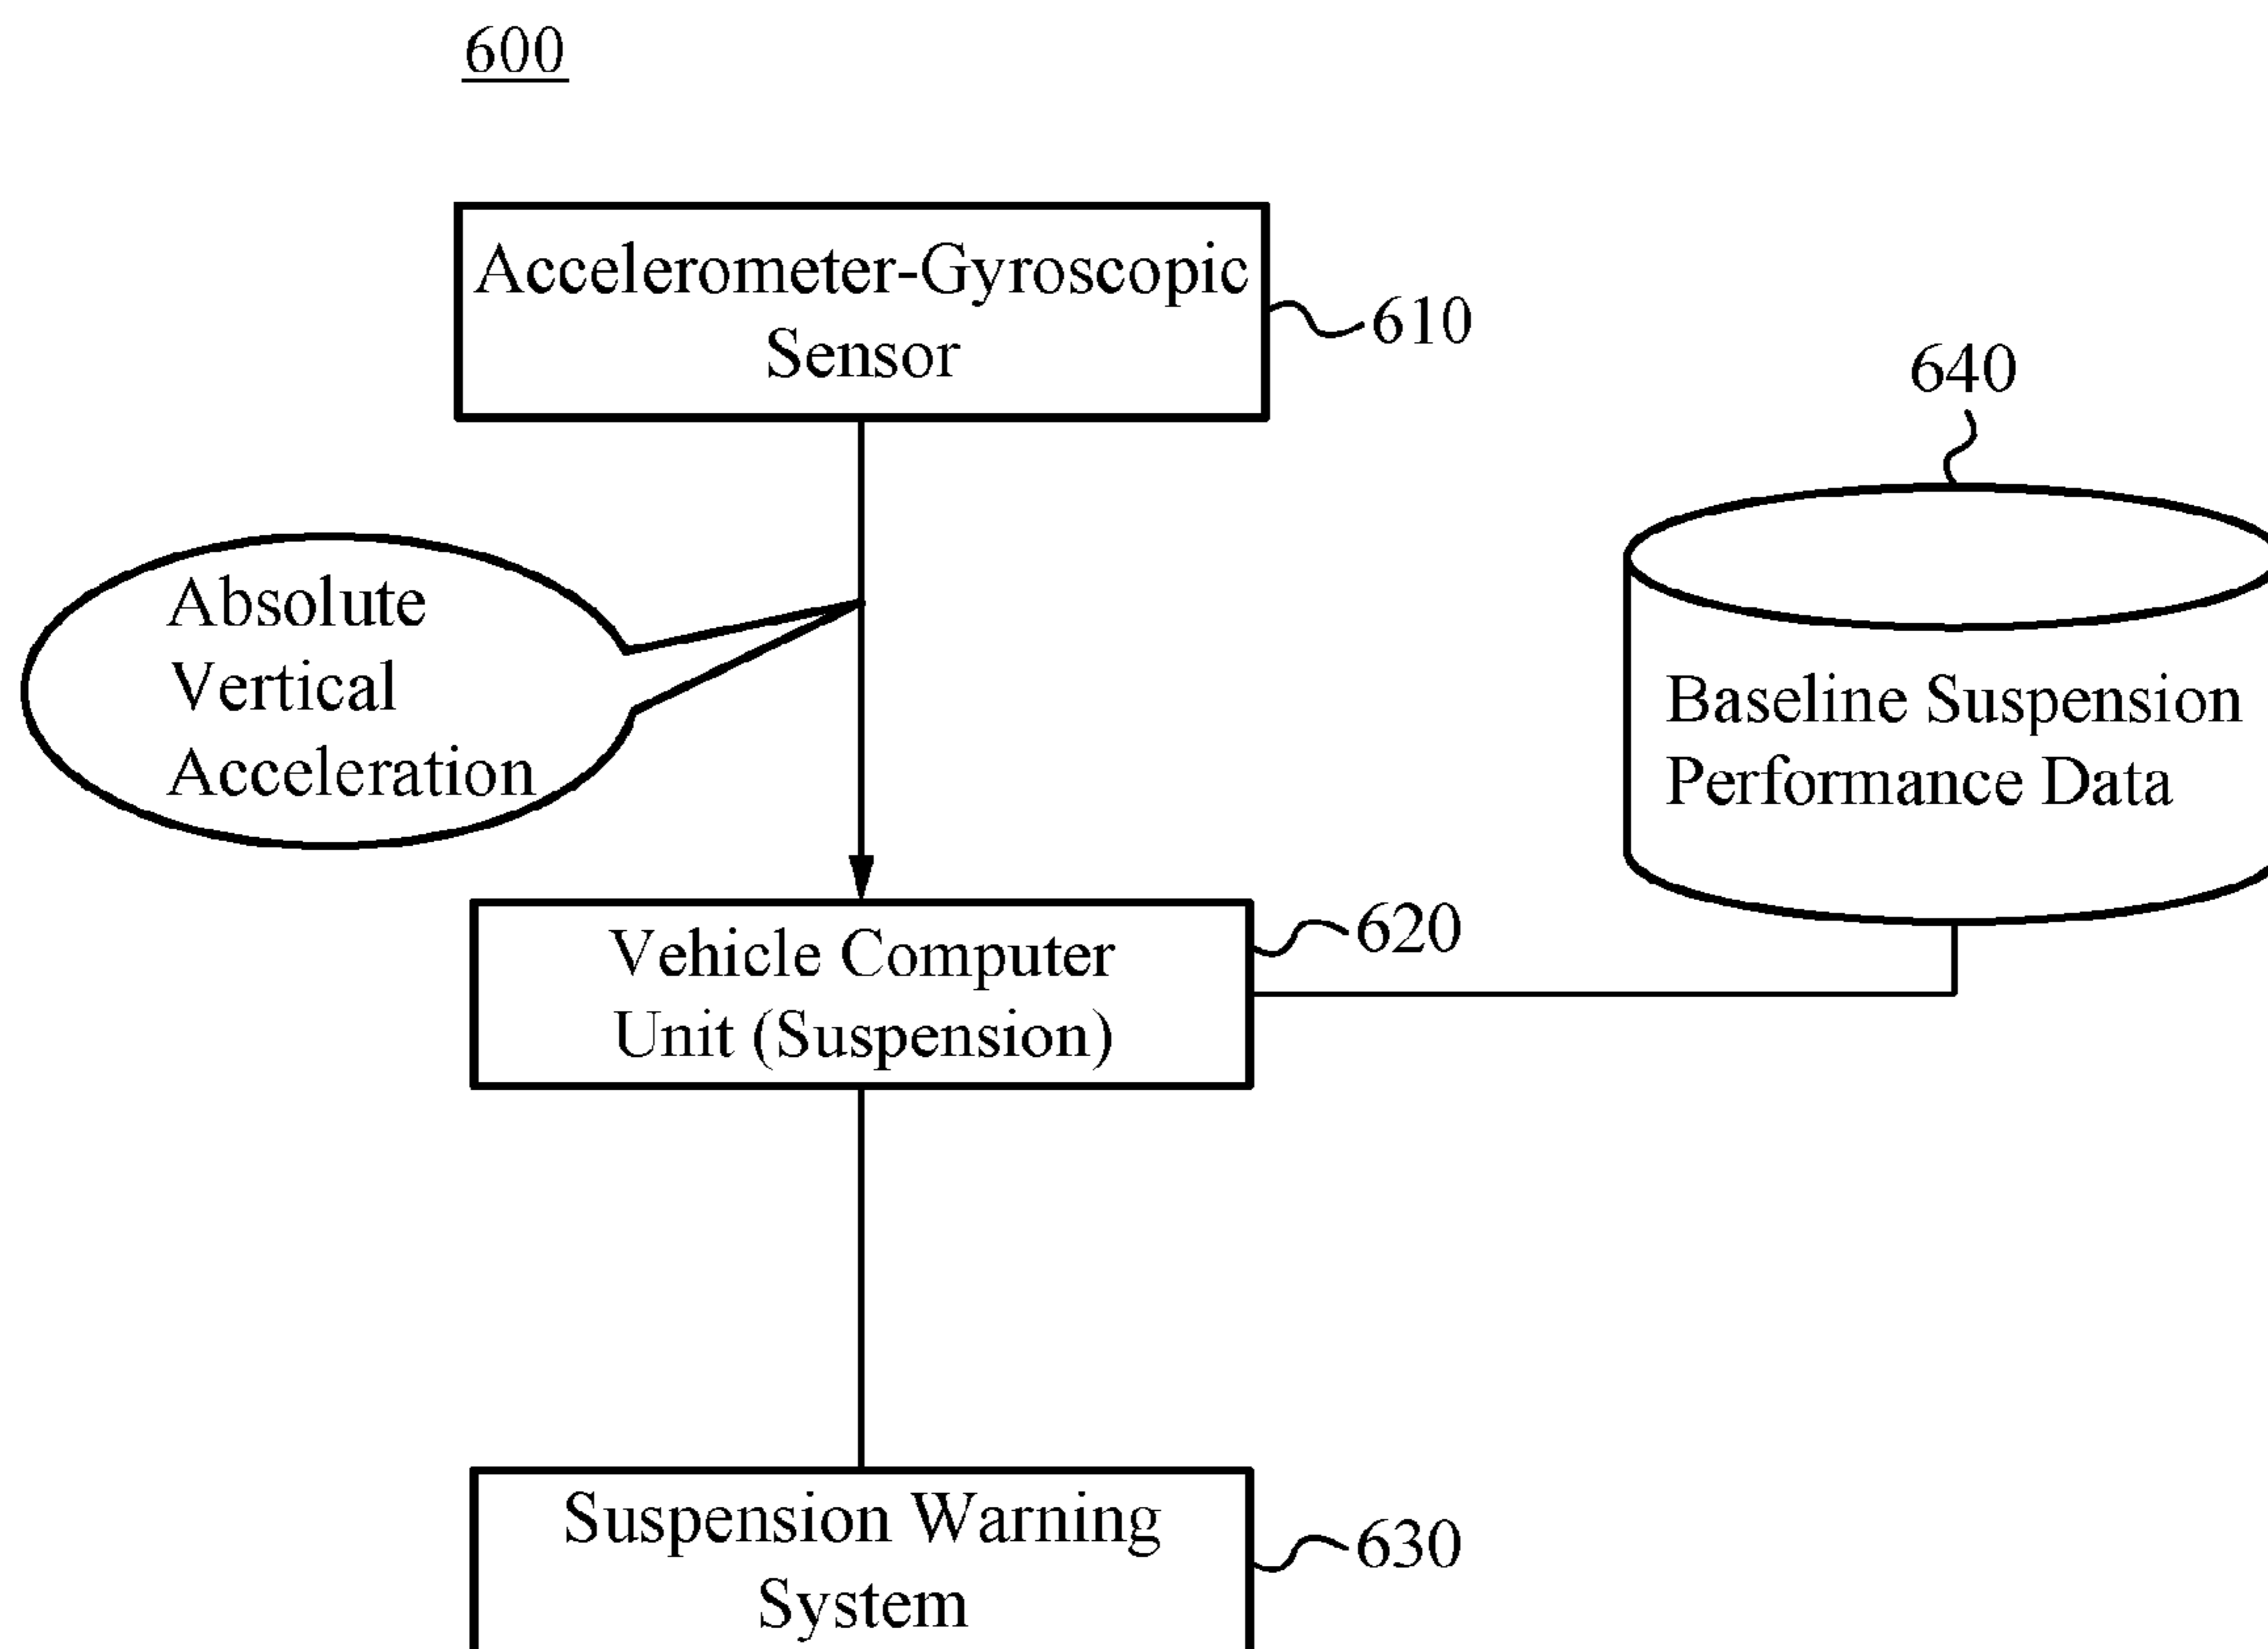 600
Accelerometer-Gyroscopic
Sensor
610
640
Absolute
Vertical
Acceleration
Baseline Suspension
Performance Data
Vehicle Computer
Unit (Suspension)
620
Suspension Warning
System
630